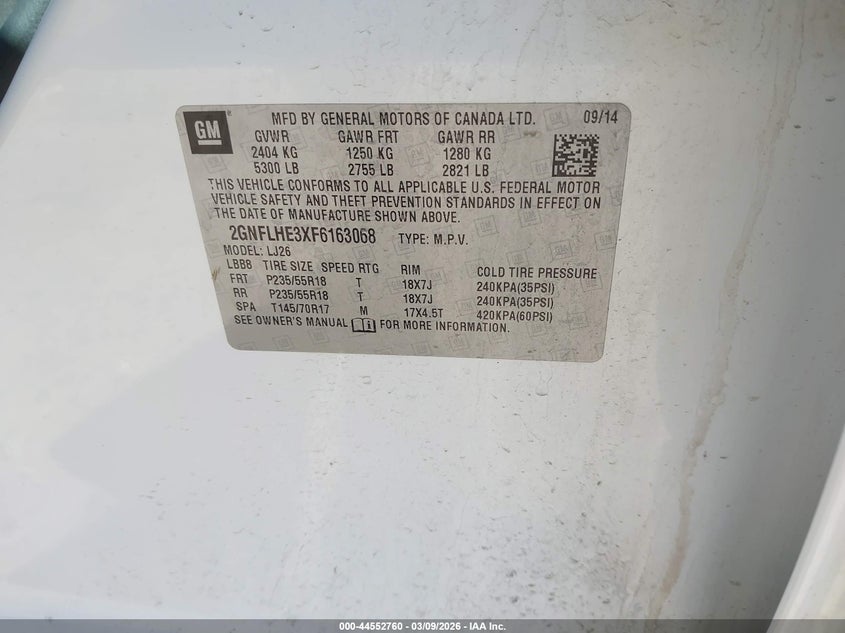 GM ®
MFD BY GENERAL MOTORS OF CANADA LTD. 09/14
GVWR GAWR FRT GAWR RR
2404 KG 1250 KG 1280 KG
5300 LB 2755 LB 2821 LB
THIS VEHICLE CONFORMS TO ALL APPLICABLE U.S. FEDERAL MOTOR
VEHICLE SAFETY AND THEFT PREVENTION STANDARDS IN EFFECT ON
THE DATE OF MANUFACTURE SHOWN ABOVE.
2GNFLHE3XF6163068 TYPE: M.P.V.
MODEL: LJ26
LBB8 TIRE SIZE SPEED RTG RIM COLD TIRE PRESSURE
FRT P235/55R18 T 18X7J 240KPA(35PSI)
RR P235/55R18 T 18X7J 240KPA(35PSI)
SPA T145/70R17 M 17X4.5T 420KPA(60PSI)
SEE OWNER'S MANUAL FOR MORE INFORMATION.
000-44552760 - 03/09/2026 - IAA Inc.